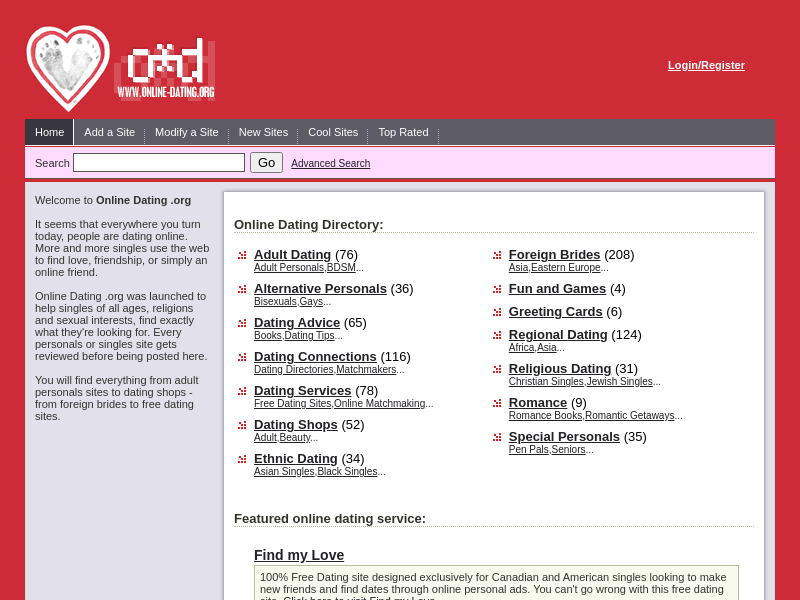 WWW.ONLINE-DATING.ORG
Login/Register
Home Add a Site Modify a Site New Sites Cool Sites Top Rated
Search Go Advanced Search
Welcome to Online Dating .org
It seems that everywhere you turn
today, people are dating online.
More and more singles use the web
to find love, friendship, or simply an
online friend.
Online Dating .org was launched to
help singles of all ages, religions
and sexual interests, find exactly
what they're looking for. Every
personals or singles site gets
reviewed before being posted here.
You will find everything from adult
personals sites to dating shops -
from foreign brides to free dating
sites.
Online Dating Directory:
Adult Dating (76)
Adult Personals,BDSM...
Alternative Personals (36)
Bisexuals,Gays...
Dating Advice (65)
Books,Dating Tips...
Dating Connections (116)
Dating Directories,Matchmakers...
Dating Services (78)
Free Dating Sites,Online Matchmaking...
Dating Shops (52)
Adult,Beauty...
Ethnic Dating (34)
Asian Singles,Black Singles...
Foreign Brides (208)
Asia,Eastern Europe...
Fun and Games (4)
Greeting Cards (6)
Regional Dating (124)
Africa,Asia...
Religious Dating (31)
Christian Singles,Jewish Singles...
Romance (9)
Romance Books,Romantic Getaways...
Special Personals (35)
Pen Pals,Seniors...
Featured online dating service:
Find my Love
100% Free Dating site designed exclusively for Canadian and American singles looking to make
new friends and find dates through online personal ads. You can't go wrong with this free dating
site. Click here to visit Find my Love